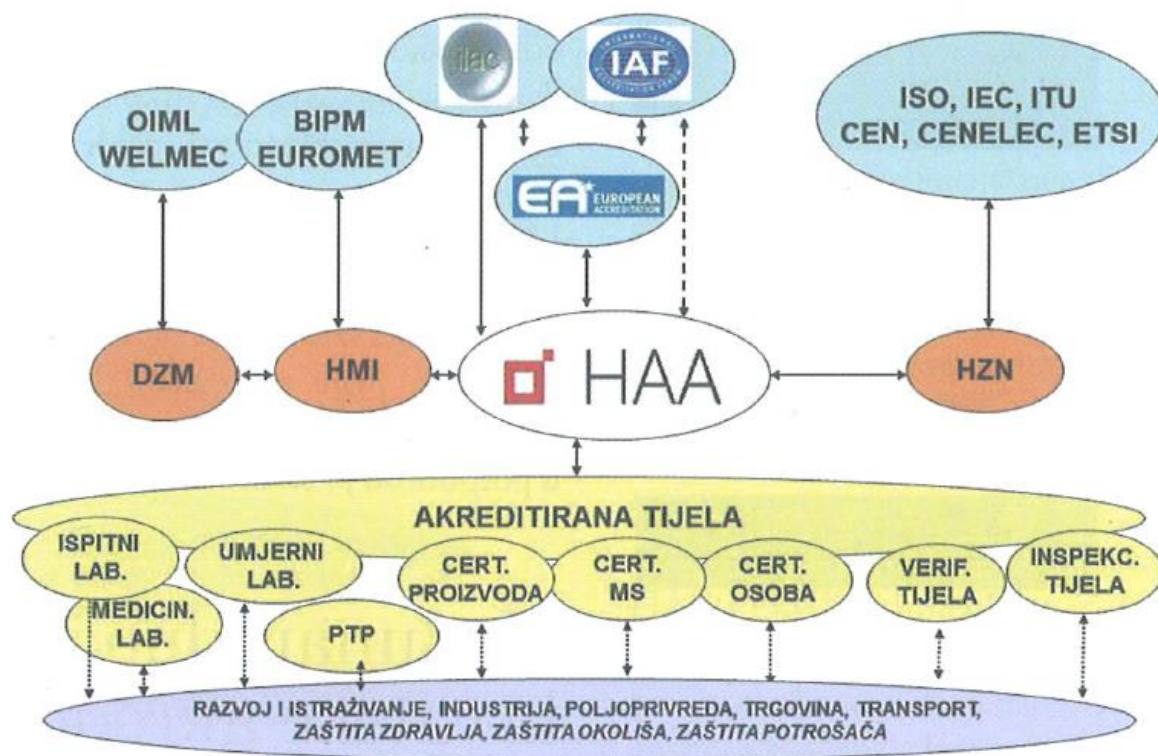 ilac
INTERNATIONAL
IAF
ACCREDITATION FORUM
OIML
WELMEC
BIPM
EUROMET
ISO, IEC, ITU
CEN, CENELEC, ETSI
EA EUROPEAN
ACCREDITATION
DZM
HMI
HAA
HZN
AKREDITIRANA TIJELA
ISPITNI
LAB.
UMJERNI
LAB.
CERT.
PROIZVODA
CERT.
MS
CERT.
OSOBA
VERIF.
TIJELA
INSPEKC.
TIJELA
MEDICIN.
LAB.
PTP
RAZVOJ I ISTRAŽIVANJE, INDUSTRIJA, POLJOPRIVREDA, TRGOVINA, TRANSPORT,
ZAŠTITA ZDRAVLJA, ZAŠTITA OKOLIŠA, ZAŠTITA POTROŠAČA